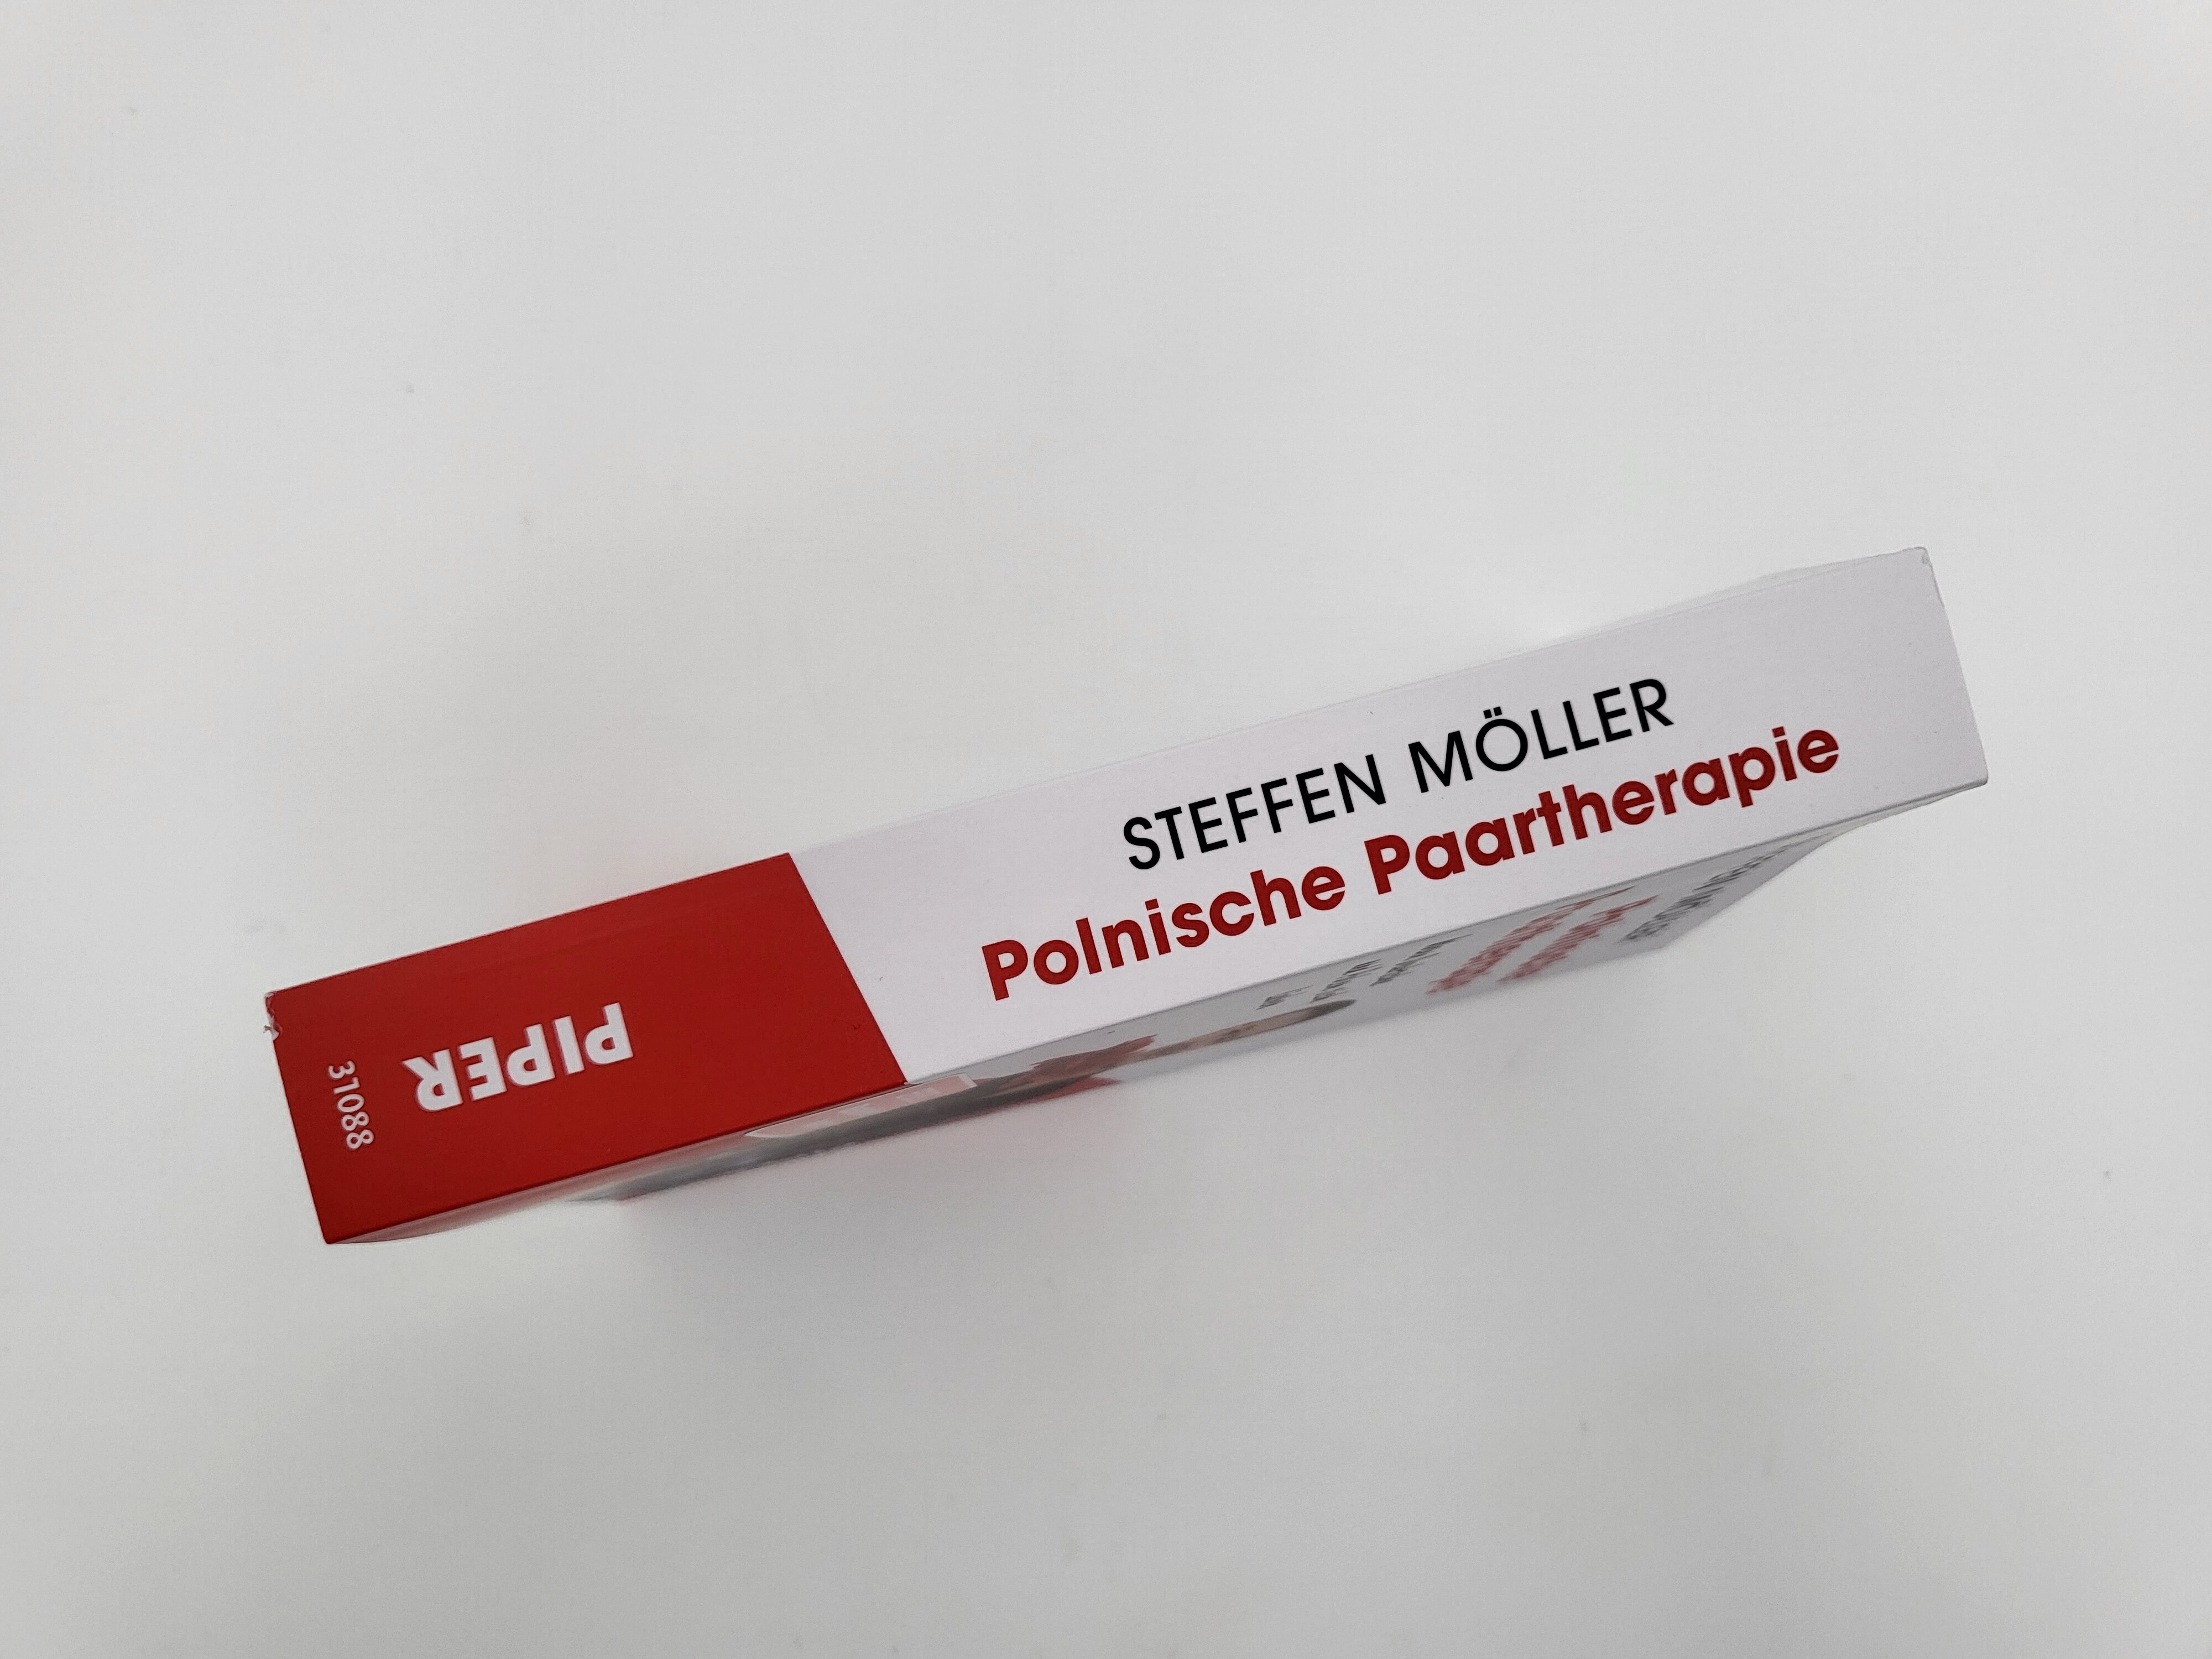 STEFFEN MÖLLER
Polnische Paartherapie
PIPER
31088